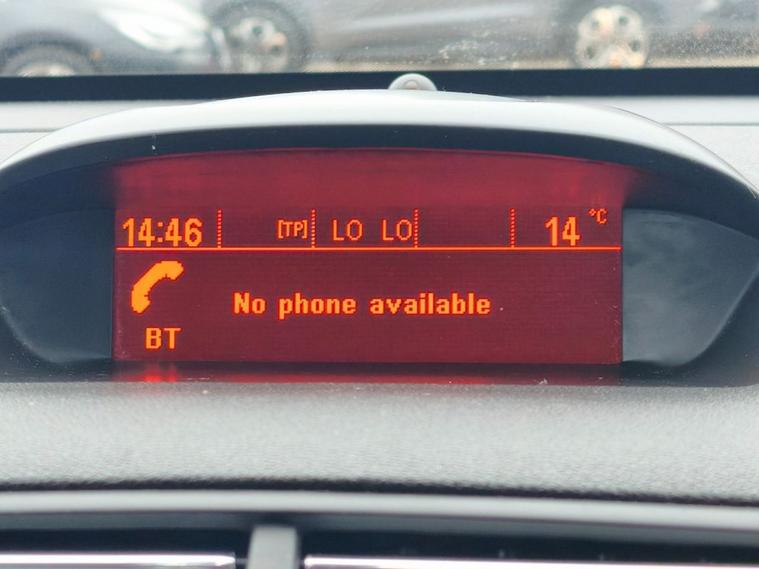 14:46 [TP] LO LO 14 °C
No phone available
BT